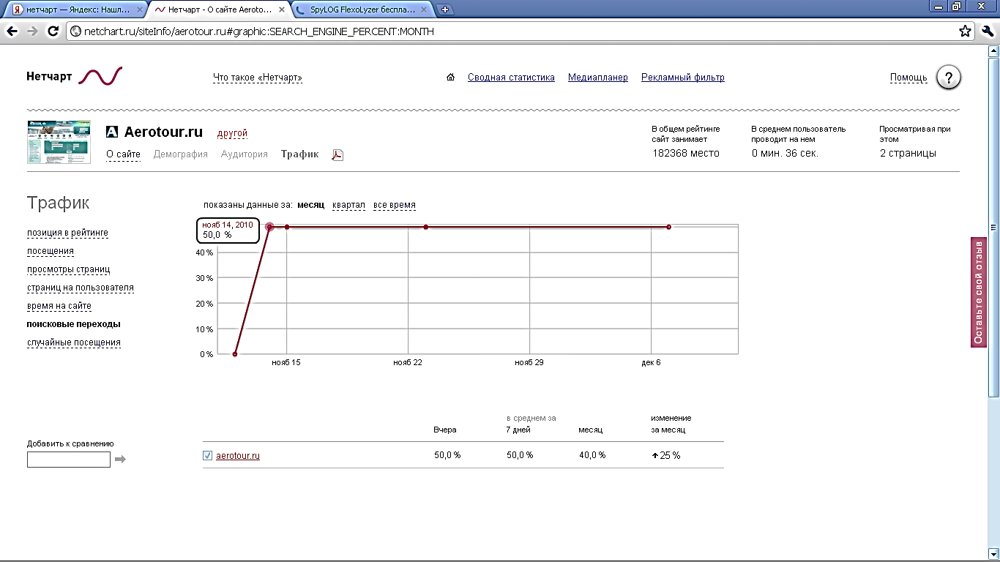 нетчарт — Яндекс: Нашл...
Нетчарт - О сайте Aeroto...
SpyLOG FlexoLyzer беспла...
netchart.ru/siteInfo/aerotour.ru#graphic:SEARCH_ENGINE_PERCENT:MONTH
Нетчарт
Что такое «Нетчарт»
Сводная статистика
Медиапланер
Рекламный фильтр
Помощь
?
Aerotour.ru
другой
О сайте
Демография
Аудитория
Трафик
В общем рейтинге
сайт занимает
182368 место
В среднем пользователь
проводит на нем
0 мин. 36 сек.
Просматривая при
этом
2 страницы
Трафик
позиция в рейтинге
посещения
просмотры страниц
страниц на пользователя
время на сайте
поисковые переходы
случайные посещения
показаны данные за: месяц квартал все время
нояб 14, 2010
50,0 %
40 %
30 %
20 %
10 %
0 %
нояб 15
нояб 22
нояб 29
дек 6
Оставьте свой отзыв
Добавить к сравнению
Вчера
в среднем за
7 дней
месяц
изменение
за месяц
aerotour.ru
50,0 %
50,0 %
40,0 %
25 %